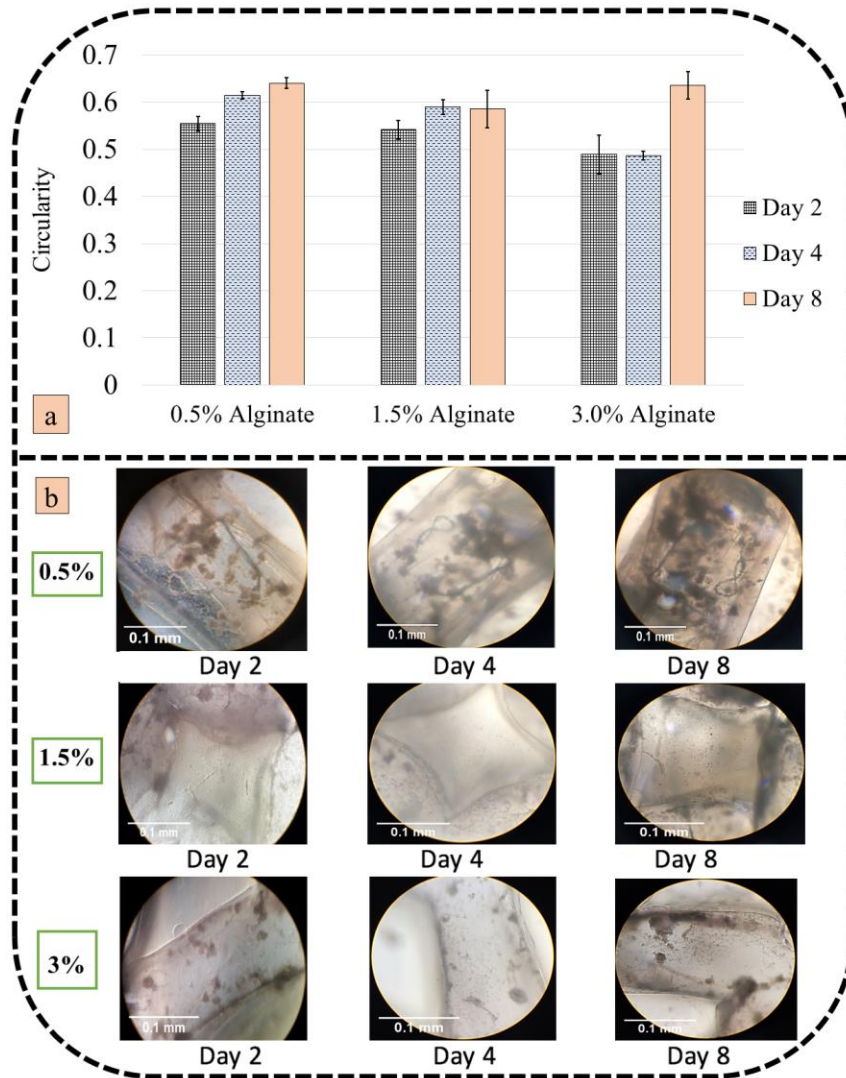 0.7
0.6
0.5
0.4
0.3
0.2
0.1
0
Circularity
0.5% Alginate 1.5% Alginate 3.0% Alginate
Day 2
Day 4
Day 8
a
b
0.5%
0.1 mm 0.1 mm 0.1 mm
Day 2 Day 4 Day 8
1.5%
0.1 mm 0.1 mm 0.1 mm
Day 2 Day 4 Day 8
3%
0.1 mm 0.1 mm 0.1 mm
Day 2 Day 4 Day 8